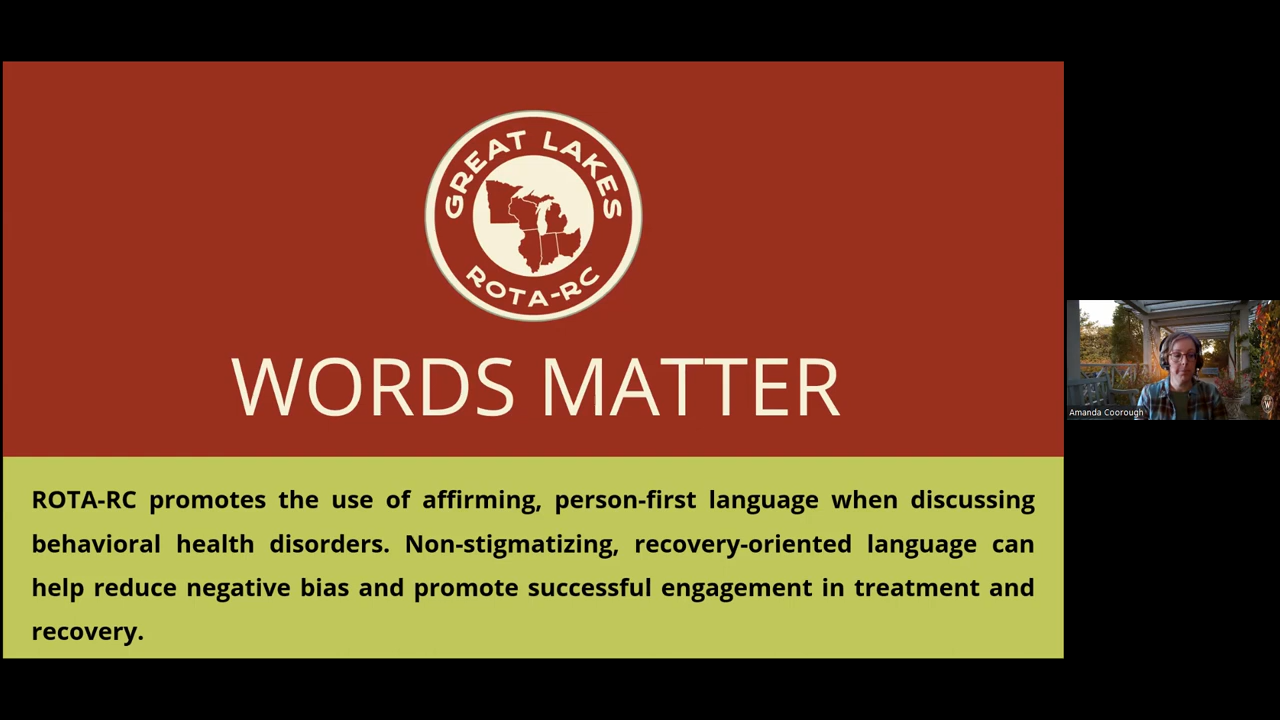 GREAT LAKES
ROTA-RC
WORDS MATTER
ROTA-RC promotes the use of affirming, person-first language when discussing
behavioral health disorders. Non-stigmatizing, recovery-oriented language can
help reduce negative bias and promote successful engagement in treatment and
recovery.
Amanda Coorough
W